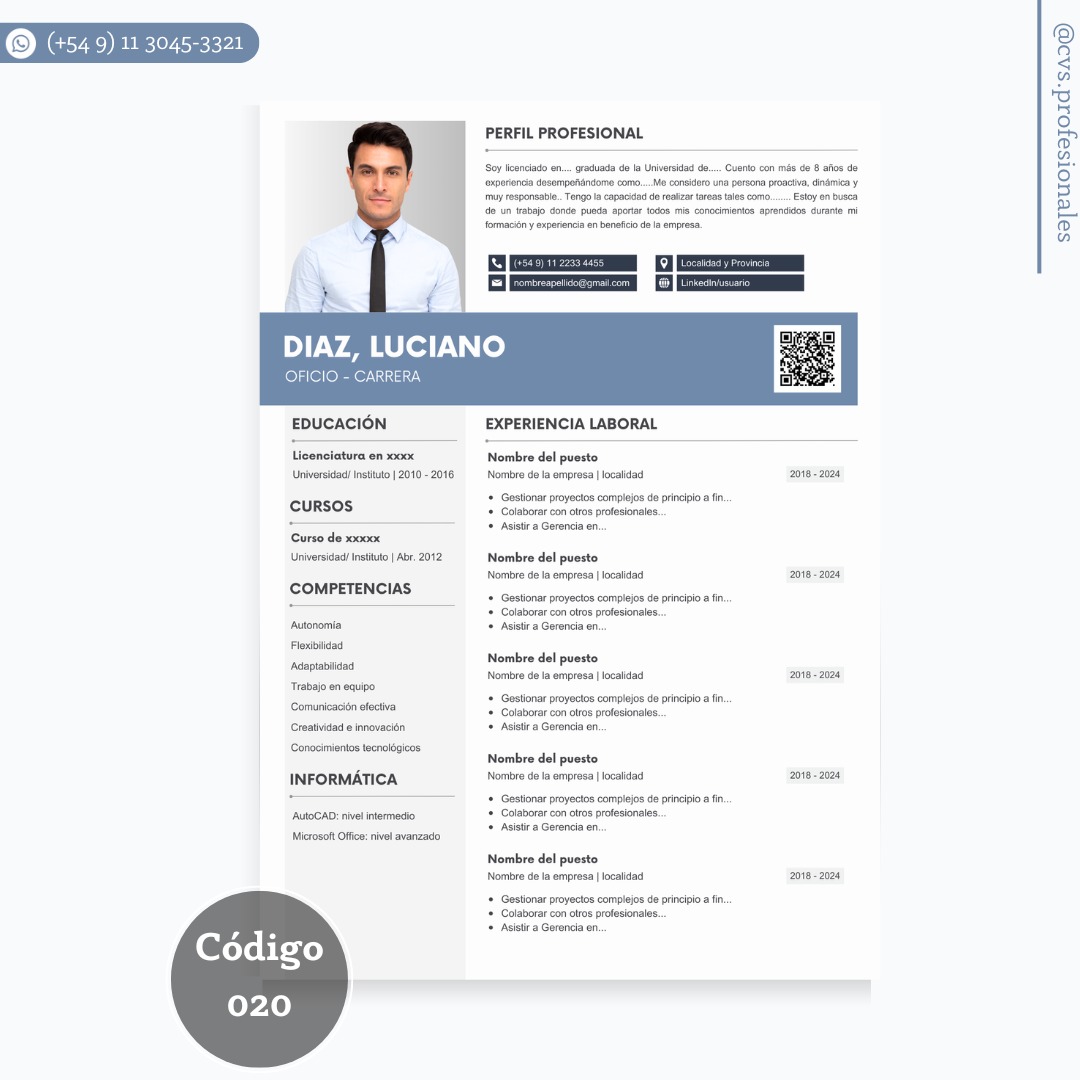 (+54 9) 11 3045-3321
@cvs.profesionales
PERFIL PROFESIONAL
Soy licenciado en.... graduada de la Universidad de..... Cuento con más de 8 años de
experiencia desempeñándome como.....Me considero una persona proactiva, dinámica y
muy responsable.. Tengo la capacidad de realizar tareas tales como........ Estoy en busca
de un trabajo donde pueda aportar todos mis conocimientos aprendidos durante mi
formación y experiencia en beneficio de la empresa.
(+54 9) 11 2233 4455
Localidad y Provincia
nombreapellido@gmail.com
LinkedIn/usuario
DIAZ, LUCIANO
OFICIO - CARRERA
EDUCACIÓN
Licenciatura en xxxx
Universidad/ Instituto | 2010 - 2016
CURSOS
Curso de xxxxx
Universidad/ Instituto | Abr. 2012
COMPETENCIAS
Autonomía
Flexibilidad
Adaptabilidad
Trabajo en equipo
Comunicación efectiva
Creatividad e innovación
Conocimientos tecnológicos
INFORMÁTICA
AutoCAD: nivel intermedio
Microsoft Office: nivel avanzado
EXPERIENCIA LABORAL
Nombre del puesto
Nombre de la empresa | localidad
2018 - 2024
• Gestionar proyectos complejos de principio a fin...
• Colaborar con otros profesionales...
• Asistir a Gerencia en...
Nombre del puesto
Nombre de la empresa | localidad
2018 - 2024
• Gestionar proyectos complejos de principio a fin...
• Colaborar con otros profesionales...
• Asistir a Gerencia en...
Nombre del puesto
Nombre de la empresa | localidad
2018 - 2024
• Gestionar proyectos complejos de principio a fin...
• Colaborar con otros profesionales...
• Asistir a Gerencia en...
Nombre del puesto
Nombre de la empresa | localidad
2018 - 2024
• Gestionar proyectos complejos de principio a fin...
• Colaborar con otros profesionales...
• Asistir a Gerencia en...
Nombre del puesto
Nombre de la empresa | localidad
2018 - 2024
• Gestionar proyectos complejos de principio a fin...
• Colaborar con otros profesionales...
• Asistir a Gerencia en...
Código
020